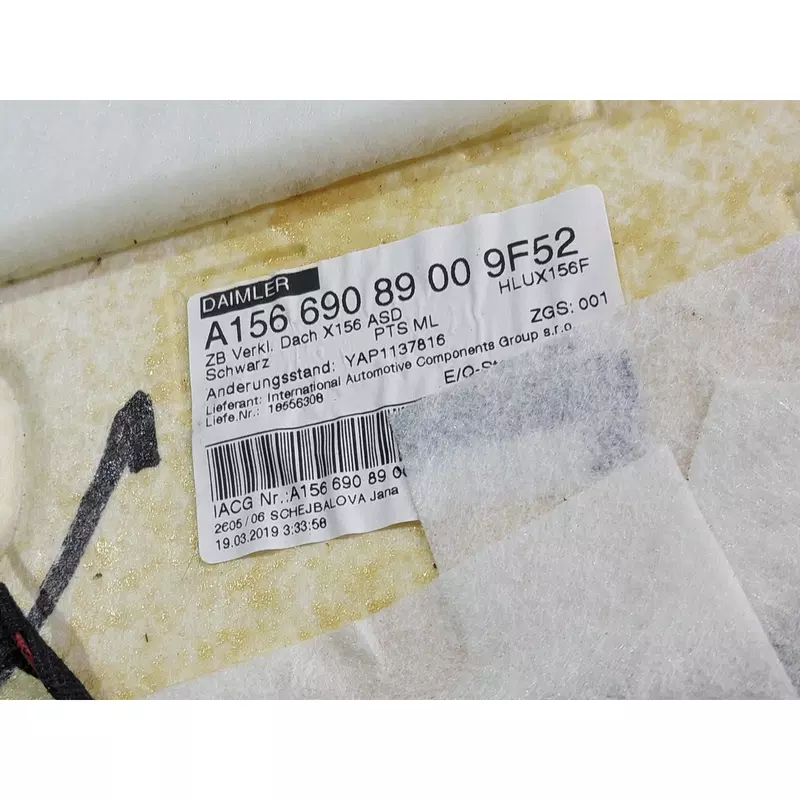 DAIMLER
A156 690 89 00 9F52
ZB Verkl. Dach X156 ASD HLUX156F
Schwarz PTS ML
Anderungsstand: YAP1137816 ZGS: 001
Lieferant: International Automotive Components Group s.r.o.
Liefe.Nr.: 16556308
IACG Nr.:A156 690 89 00
2605/06 SCHEJBALOVA Jana
19.03.2019 3:33:58